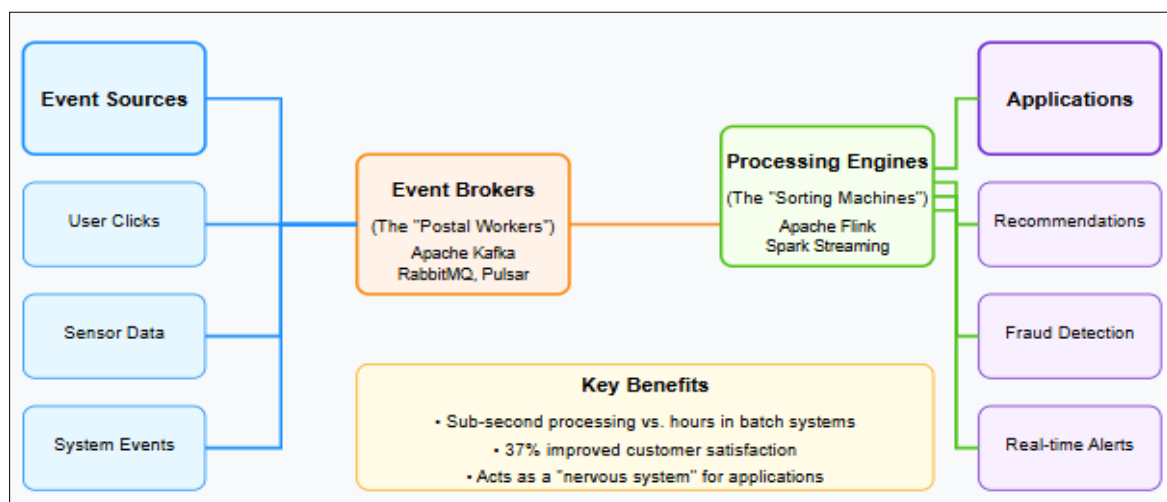 Event Sources
User Clicks
Sensor Data
System Events
Event Brokers
(The "Postal Workers")
Apache Kafka
RabbitMQ, Pulsar
Processing Engines
(The "Sorting Machines")
Apache Flink
Spark Streaming
Applications
Recommendations
Fraud Detection
Real-time Alerts
Key Benefits
• Sub-second processing vs. hours in batch systems
• 37% improved customer satisfaction
• Acts as a "nervous system" for applications